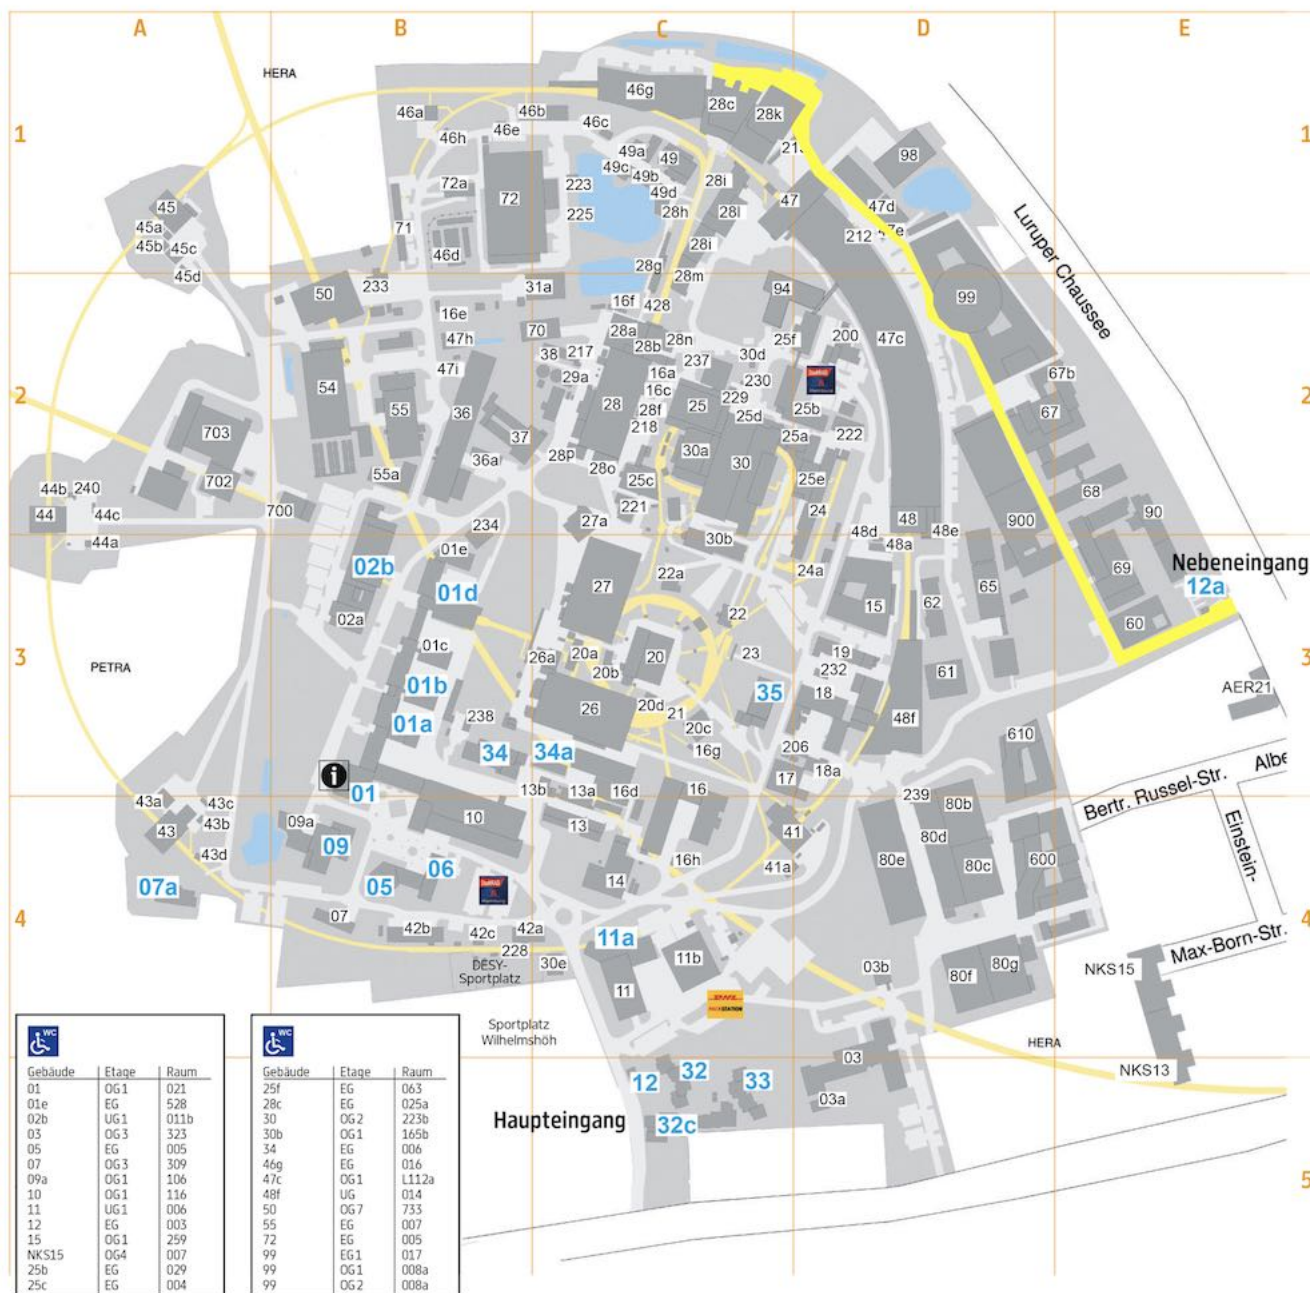 A B C D E
HERA
1
46g
28c
28k
46a
46b
46c
46h
46e
49a
49
49c
49b
49d
98
72a
72
223
225
28i
28h
28l
47
47d
47e
212
45
45a
45b
45c
45d
71
46d
28i
28g
28m
Luruper Chaussee
50
233
31a
94
99
16e
16f
428
47h
70
28a
28b
28n
25f
200
47c
38
217
237
30d
47i
29a
16a
230
67b
2
54
55
36
28
16c
229
25
25b
67
28f
25d
703
37
218
222
30a
30
25a
55a
36a
28p
28o
25c
25e
702
68
44b
240
44
44c
700
221
24
900
90
234
27a
48
48d
48e
44a
30b
48a
01e
Nebeneingang
02b
22a
24a
12a
01d
27
69
15
62
65
02a
22
60
3
01c
26a
20a
20
23
19
PETRA
20b
232
61
01b
35
18
AER21
238
26
20d
21
48f
01a
20c
34
34a
16g
206
610
17
18a
Bertr. Russel-Str.
Albe
i
01
13b
13a
16d
16
239
80b
43a
43c
43
43b
09a
10
13
41
80d
Einstein-
43d
09
16h
80e
80c
600
06
41a
07a
05
14
4
07
42b
42c
42a
11a
Max-Born-Str.
228
11b
03b
80f
80g
NKS15
DESY-
Sportplatz
30e
11
DHL
PACKSTATION
Sportplatz
Wilhelmshöh
HERA
03
NKS13
12
32
33
03a
Haupteingang
32c
5
WC
Gebäude Etage Raum
01 OG1 021
01e EG 528
02b UG1 011b
03 OG3 323
05 EG 005
07 OG3 309
09a OG1 106
10 OG1 116
11 UG1 006
12 EG 003
15 OG1 259
NKS15 OG4 007
25b EG 029
25c EG 004
WC
Gebäude Etage Raum
25f EG 063
28c EG 025a
30 OG2 223b
30b OG1 165b
34 EG 006
46g EG 016
47c OG1 L112a
48f UG 014
50 OG7 733
55 EG 007
72 EG 005
99 EG1 017
99 OG1 008a
99 OG2 008a